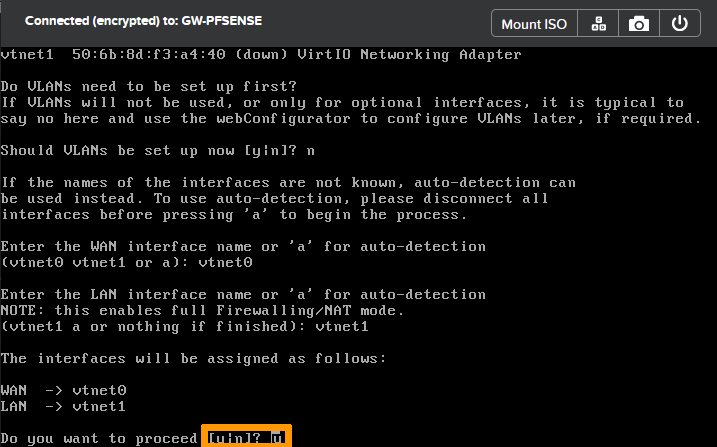 Connected (encrypted) to: GW-PFSENSE
Mount ISO
vtnet1 50:6b:8d:f3:a4:40 (down) VirtIO Networking Adapter
Do VLANs need to be set up first?
If VLANs will not be used, or only for optional interfaces, it is typical to
say no here and use the webConfigurator to configure VLANs later, if required.
Should VLANs be set up now [y|n]? n
If the names of the interfaces are not known, auto-detection can
be used instead. To use auto-detection, please disconnect all
interfaces before pressing 'a' to begin the process.
Enter the WAN interface name or 'a' for auto-detection
(vtnet0 vtnet1 or a): vtnet0
Enter the LAN interface name or 'a' for auto-detection
NOTE: this enables full Firewalling/NAT mode.
(vtnet1 a or nothing if finished): vtnet1
The interfaces will be assigned as follows:
WAN -> vtnet0
LAN -> vtnet1
Do you want to proceed [y|n]? y